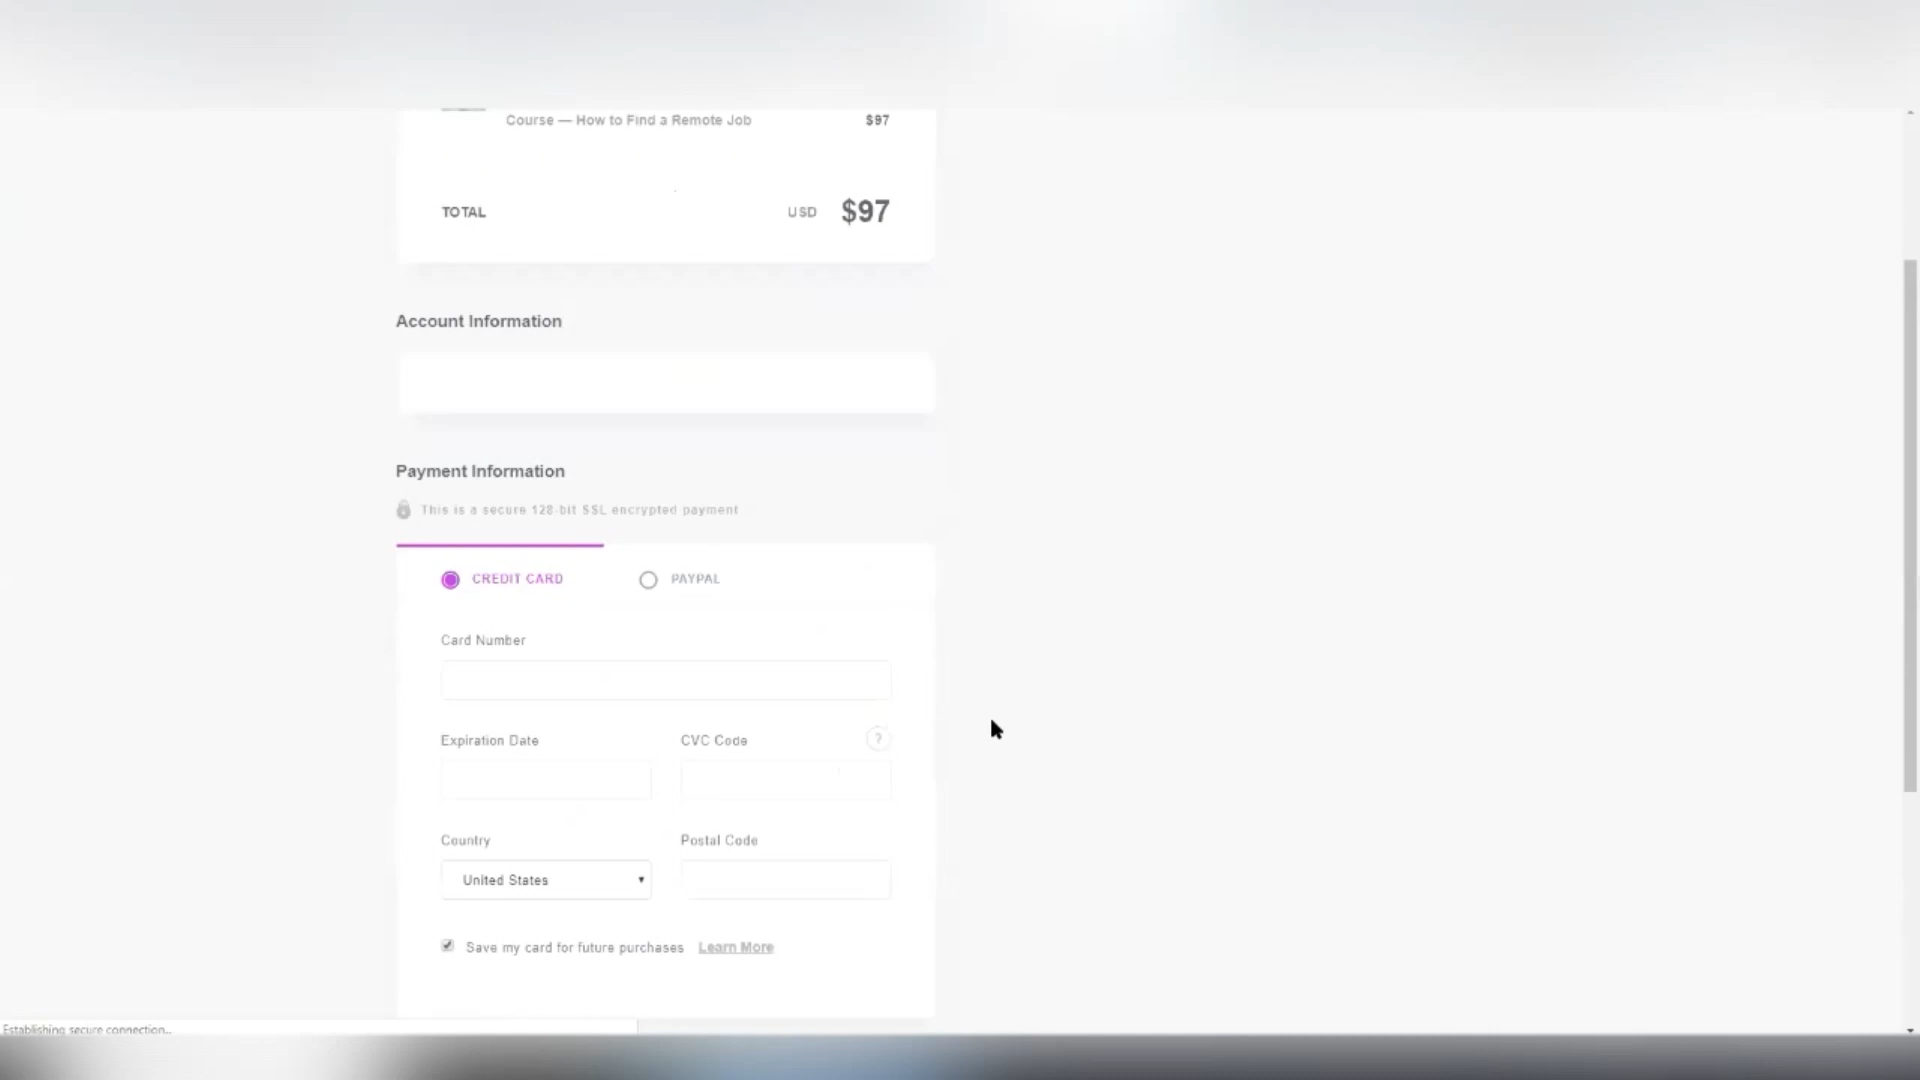 Course — How to Find a Remote Job $97
TOTAL USD $97
Account Information
Payment Information
This is a secure 128-bit SSL encrypted payment
CREDIT CARD PAYPAL
Card Number
Expiration Date CVC Code ?
Country Postal Code
United States
Save my card for future purchases Learn More
Establishing secure connection...